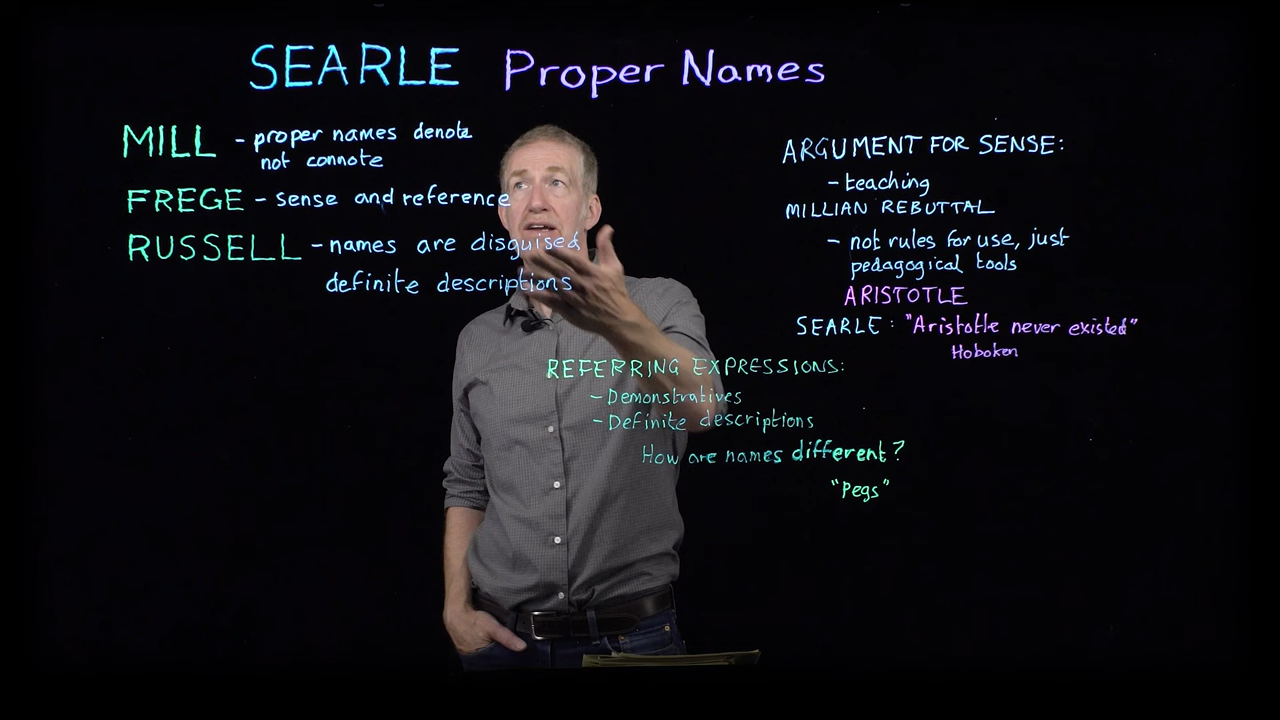 SEARLE Proper Names
MILL - proper names denote
not connote
FREGE - sense and reference
RUSSELL - names are disguised
definite descriptions
ARGUMENT FOR SENSE:
- teaching
MILLIAN REBUTTAL
- not rules for use, just
pedagogical tools
ARISTOTLE
SEARLE: "Aristotle never existed"
Hoboken
REFERRING EXPRESSIONS:
- Demonstratives
- Definite descriptions
How are names different?
"Pegs"